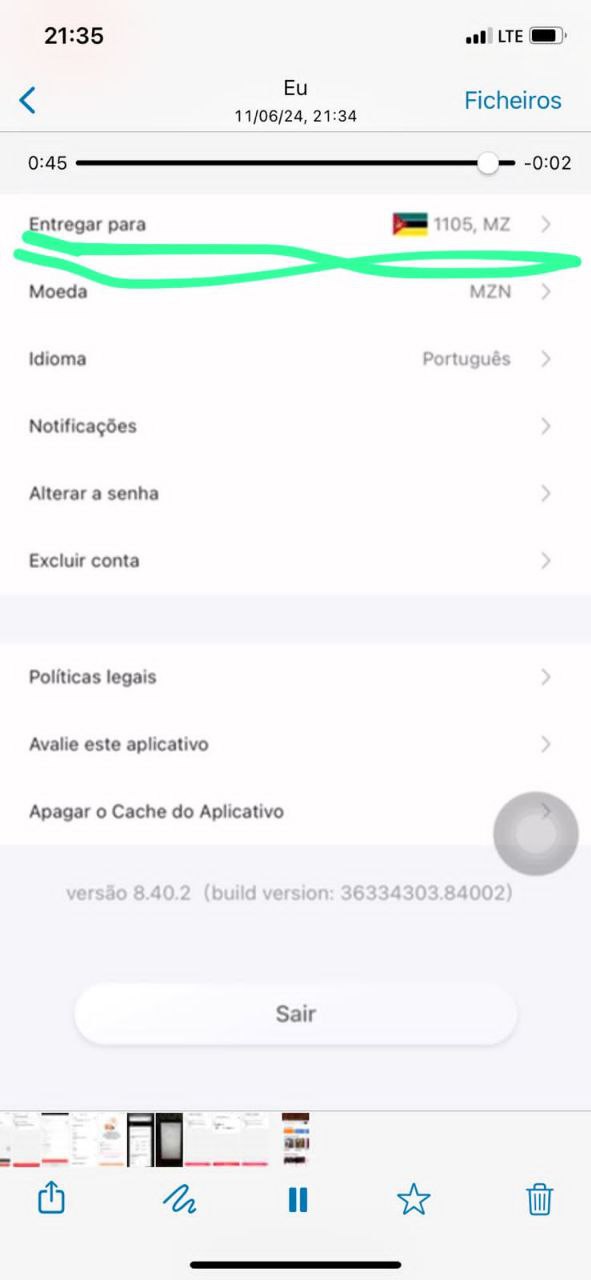 21:35
LTE
Eu
11/06/24, 21:34
Ficheiros
0:45
-0:02
Entregar para
1105, MZ
Moeda
MZN
Idioma
Português
Notificações
Alterar a senha
Excluir conta
Políticas legais
Avalie este aplicativo
Apagar o Cache do Aplicativo
versão 8.40.2 (build version: 36334303.84002)
Sair